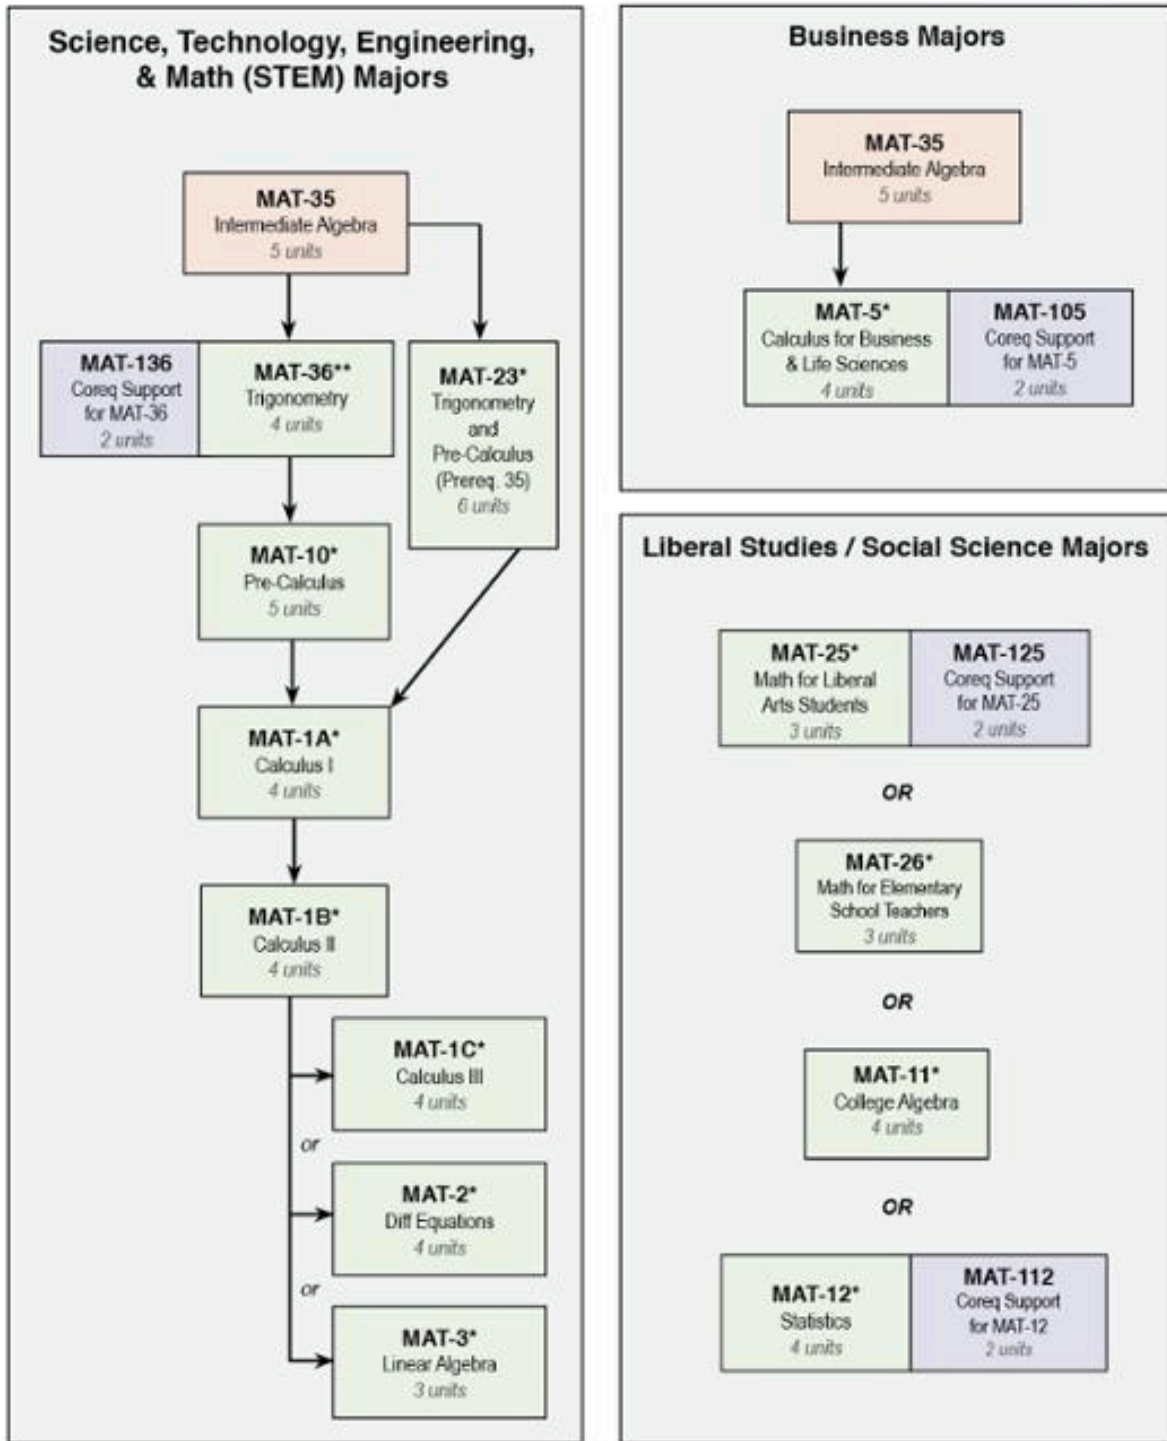 Science, Technology, Engineering,
& Math (STEM) Majors
MAT-35
Intermediate Algebra
5 units
MAT-136
Coreq Support
for MAT-36
2 units
MAT-36**
Trigonometry
4 units
MAT-23*
Trigonometry
and
Pre-Calculus
(Prereq. 35)
6 units
MAT-10*
Pre-Calculus
5 units
MAT-1A*
Calculus I
4 units
MAT-1B*
Calculus II
4 units
MAT-1C*
Calculus III
4 units
or
MAT-2*
Diff Equations
4 units
or
MAT-3*
Linear Algebra
3 units
Business Majors
MAT-35
Intermediate Algebra
5 units
MAT-5*
Calculus for Business
& Life Sciences
4 units
MAT-105
Coreq Support
for MAT-5
2 units
Liberal Studies / Social Science Majors
MAT-25*
Math for Liberal
Arts Students
3 units
MAT-125
Coreq Support
for MAT-25
2 units
OR
MAT-26*
Math for Elementary
School Teachers
3 units
OR
MAT-11*
College Algebra
4 units
OR
MAT-12*
Statistics
4 units
MAT-112
Coreq Support
for MAT-12
2 units